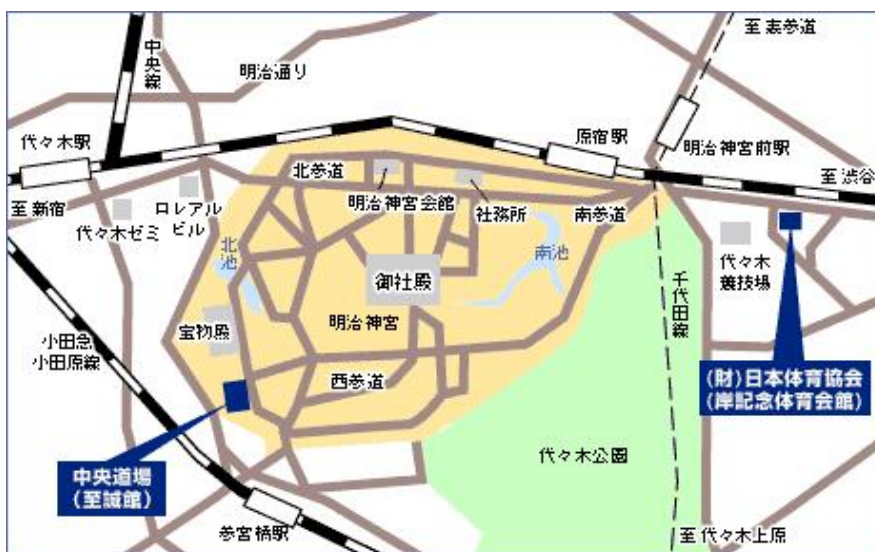 至 表参道
中央線
明治通り
代々木駅
原宿駅
明治神宮前駅
至 渋谷
北参道
明治神宮会館
社務所
南参道
至 新宿
ロレアル
ビル
代々木ゼミ
北池
南池
御社殿
代々木
競技場
千代田線
宝物殿
明治神宮
小田急
小田原線
西参道
(財)日本体育協会
(岸記念体育会館)
中央道場
(至誠館)
代々木公園
参宮橋駅
至 代々木上原